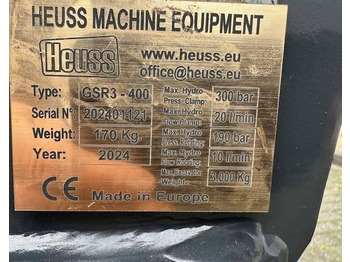 HEUSS MACHINE EQUIPMENT
Heuss
www.heuss.eu
office@heuss.eu
Type: GSR3 - 400
Serial N° 202401121
Weight: 170 Kg.
Year: 2024
Max. Hydro Press.Clamp: 300 bar
Max. Hydro Flow Clamp: 20 l/min
Max. Hydro Press. Rotating: 190 bar
Max. Hydro Flow Rotating: 10 l/min
Max. Excavator Weight: 3,000 Kg
CE Made in Europe